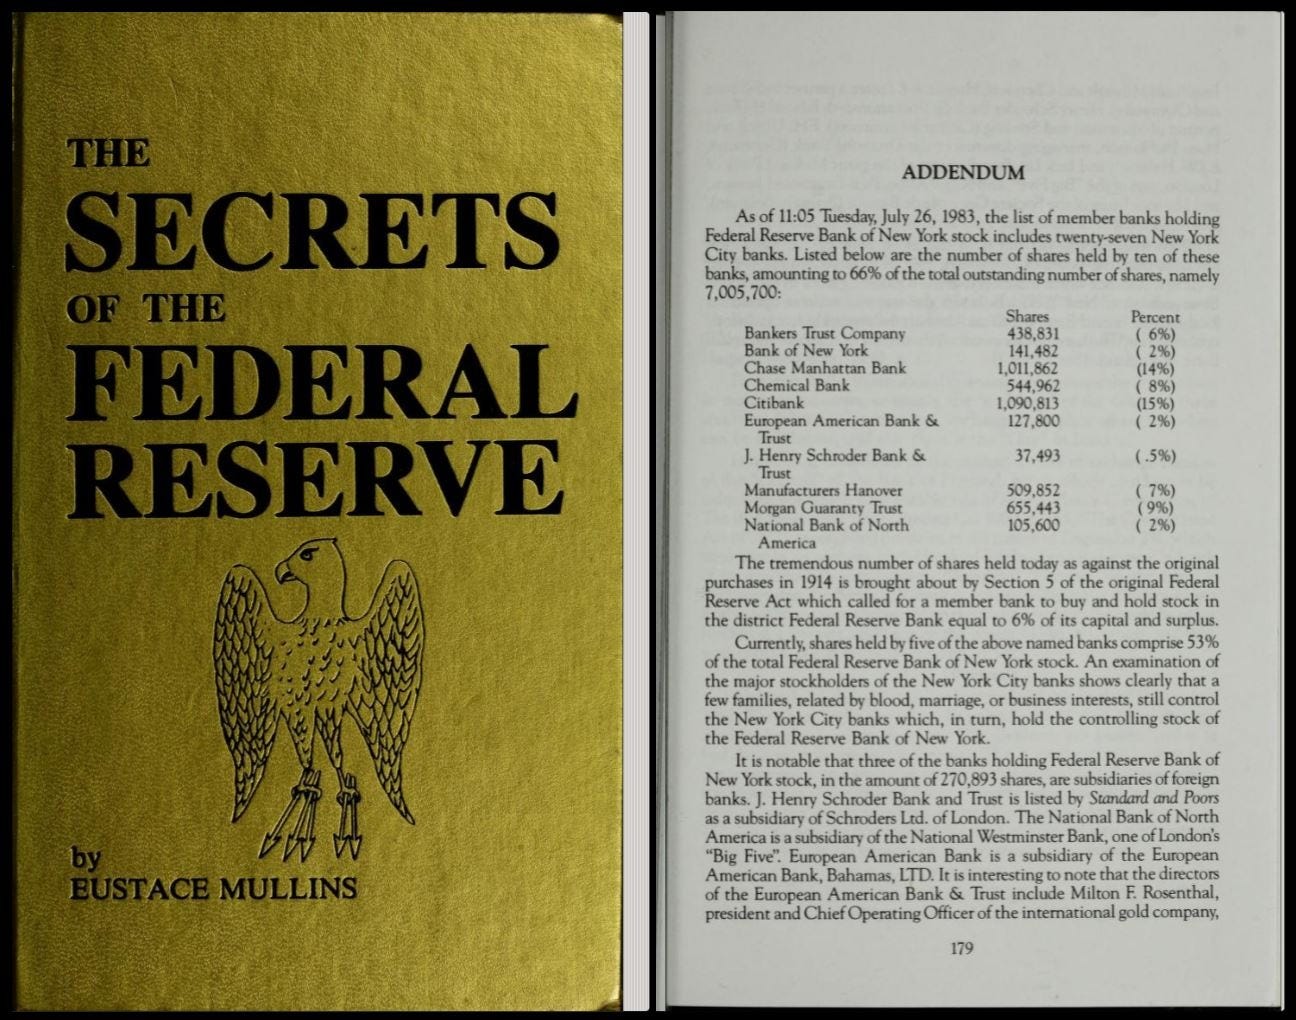 THE
SECRETS
OF THE
FEDERAL
RESERVE
by
EUSTACE MULLINS
ADDENDUM
As of 11:05 Tuesday, July 26, 1983, the list of member banks holding
Federal Reserve Bank of New York stock includes twenty-seven New York
City banks. Listed below are the number of shares held by ten of these
banks, amounting to 66% of the total outstanding number of shares, namely
7,005,700:
Shares Percent
Bankers Trust Company 438,831 ( 6%)
Bank of New York 141,482 ( 2%)
Chase Manhattan Bank 1,011,862 (14%)
Chemical Bank 544,962 ( 8%)
Citibank 1,090,813 (15%)
European American Bank & 127,800 ( 2%)
Trust
J. Henry Schroder Bank & 37,493 ( .5%)
Trust
Manufacturers Hanover 509,852 ( 7%)
Morgan Guaranty Trust 655,443 ( 9%)
National Bank of North 105,600 ( 2%)
America
The tremendous number of shares held today as against the original
purchases in 1914 is brought about by Section 5 of the original Federal
Reserve Act which called for a member bank to buy and hold stock in
the district Federal Reserve Bank equal to 6% of its capital and surplus.
Currently, shares held by five of the above named banks comprise 53%
of the total Federal Reserve Bank of New York stock. An examination of
the major stockholders of the New York City banks shows clearly that a
few families, related by blood, marriage, or business interests, still control
the New York City banks which, in turn, hold the controlling stock of
the Federal Reserve Bank of New York.
It is notable that three of the banks holding Federal Reserve Bank of
New York stock, in the amount of 270,893 shares, are subsidiaries of foreign
banks. J. Henry Schroder Bank and Trust is listed by Standard and Poors
as a subsidiary of Schroders Ltd. of London. The National Bank of North
America is a subsidiary of the National Westminster Bank, one of London's
"Big Five". European American Bank is a subsidiary of the European
American Bank, Bahamas, LTD. It is interesting to note that the directors
of the European American Bank & Trust include Milton F. Rosenthal,
president and Chief Operating Officer of the international gold company,
179